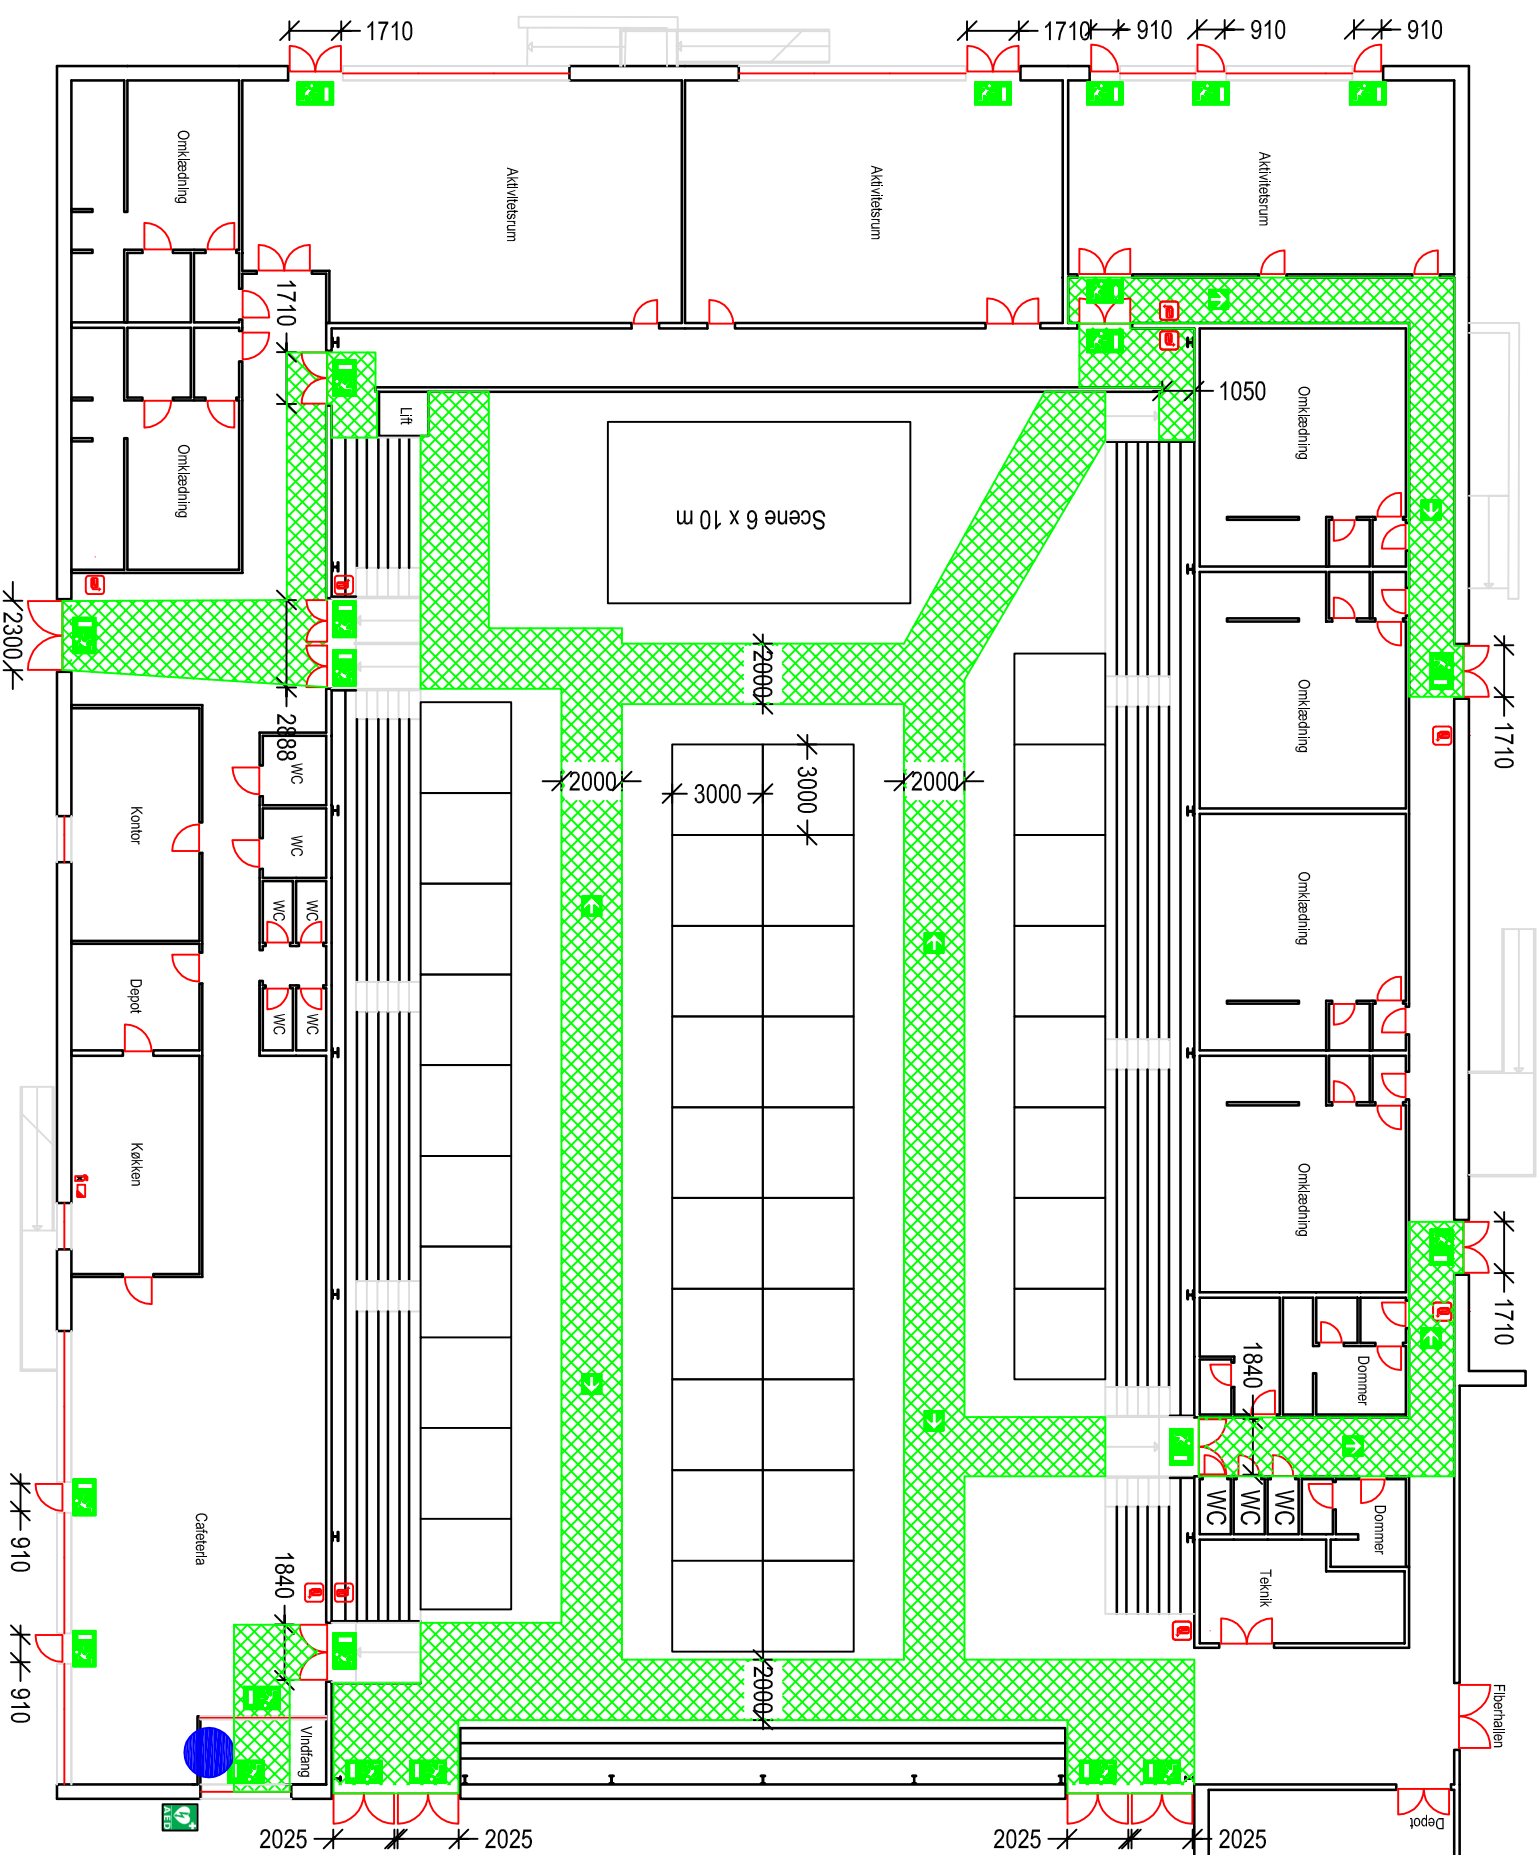 1710
1710
910
910
910
Omklædning
Aktivitetsrum
Aktivitetsrum
Aktivitetsrum
1710
Lift
1050
Omklædning
Omklædning
Scene 6 x 10 m
2300
2000
Omklædning
1710
2888
WC
2000
3000
3000
2000
Kontor
WC
WC
WC
Omklædning
Depot
WC
WC
Køkken
Omklædning
1710
1840
Dommer
910
Cafeteria
1840
WC
WC
WC
Dommer
Teknik
910
2000
Vindfang
Fiberhallen
Depot
AED
2025
2025
2025
2025